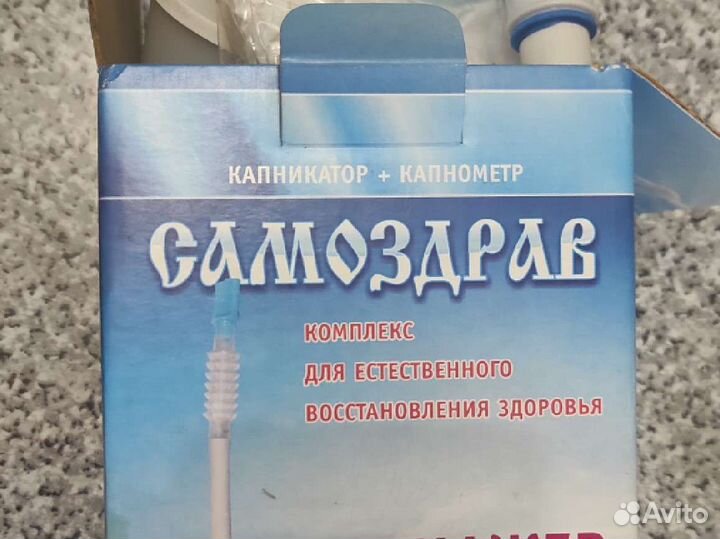 КАПНИКАТОР + КАПНОМЕТР
САМОЗДРАВ
КОМПЛЕКС
ДЛЯ ЕСТЕСТВЕННОГО
ВОССТАНОВЛЕНИЯ ЗДОРОВЬЯ
Avito